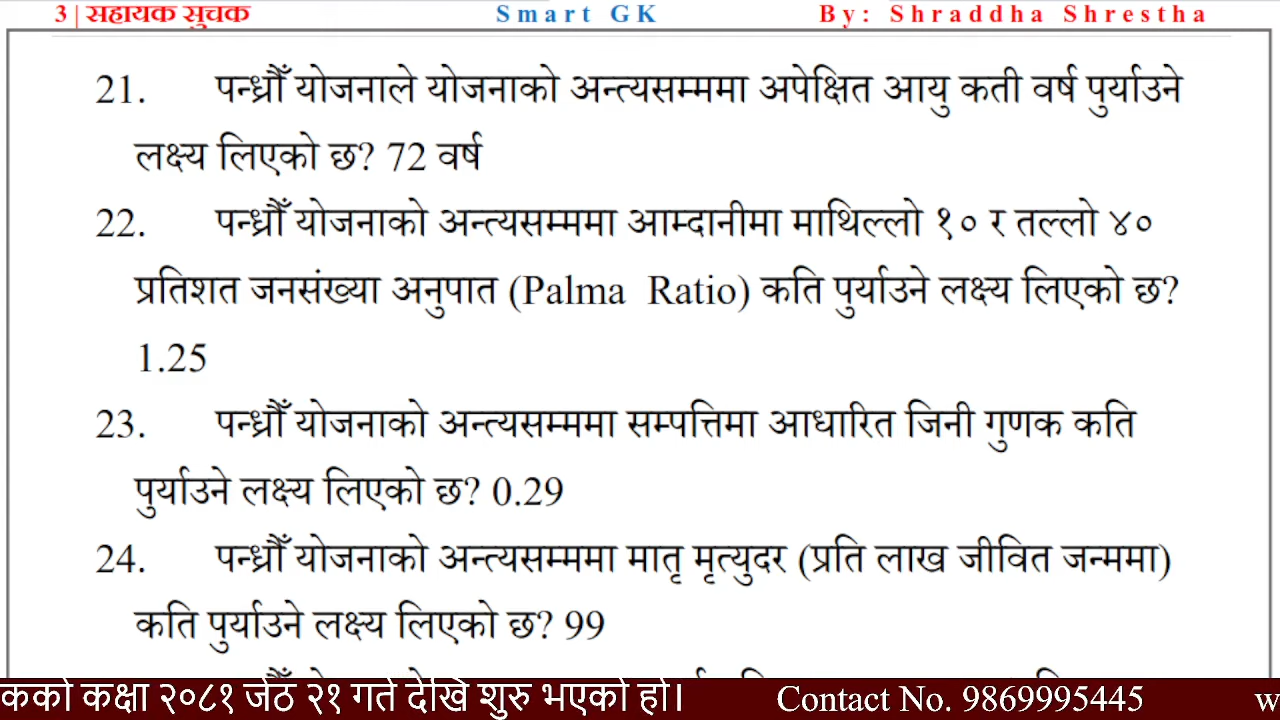 3 | सहायक सुचक Smart GK By: Shraddha Shrestha
21. पन्ध्रौँ योजनाले योजनाको अन्त्यसम्ममा अपेक्षित आयु कती वर्ष पुर्याउने
लक्ष्य लिएको छ? 72 वर्ष
22. पन्ध्रौँ योजनाको अन्त्यसम्ममा आम्दानीमा माथिल्लो १० र तल्लो ४०
प्रतिशत जनसंख्या अनुपात (Palma Ratio) कति पुर्याउने लक्ष्य लिएको छ?
1.25
23. पन्ध्रौँ योजनाको अन्त्यसम्ममा सम्पत्तिमा आधारित जिनी गुणक कति
पुर्याउने लक्ष्य लिएको छ? 0.29
24. पन्ध्रौँ योजनाको अन्त्यसम्ममा मातृ मृत्युदर (प्रति लाख जीवित जन्ममा)
कति पुर्याउने लक्ष्य लिएको छ? 99
कको कक्षा २०८१ जेठ २१ गते देखि शुरु भएको हो। Contact No. 9869995445 w